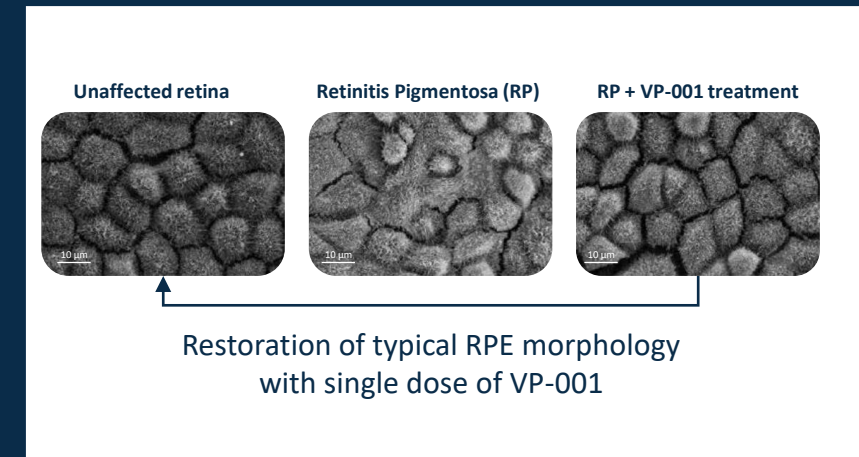 Unaffected retina
Retinitis Pigmentosa (RP)
RP + VP-001 treatment
10 µm
10 µm
10 µm
Restoration of typical RPE morphology
with single dose of VP-001